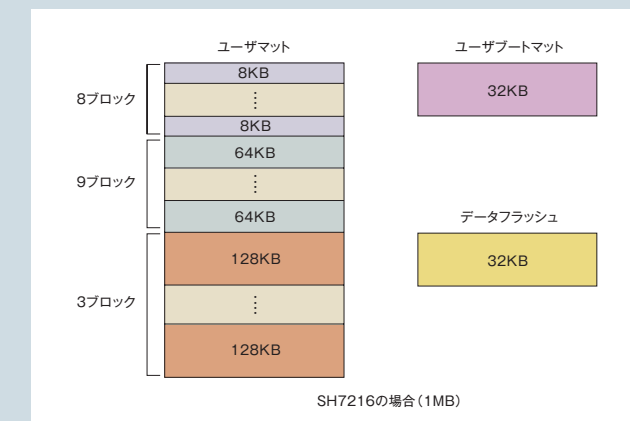 ユーザマット
8KB
8ブロック
8KB
64KB
9ブロック
64KB
128KB
3ブロック
128KB
ユーザブートマット
32KB
データフラッシュ
32KB
SH7216の場合(1MB)